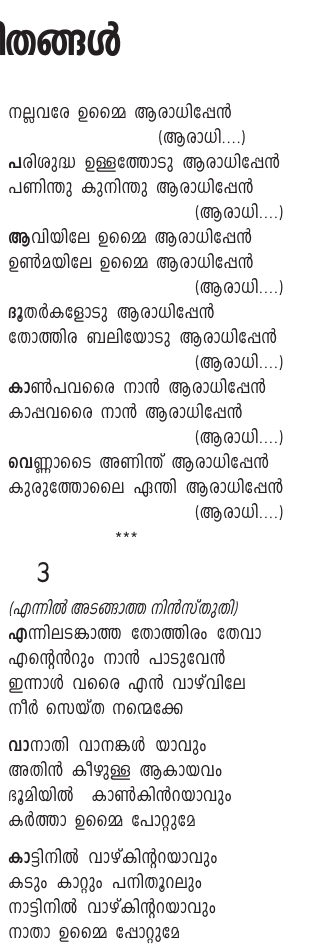 ിതങ്ങൾ
നല്ലവരേ ഉമ്മൈ ആരാധിപ്പേൻ
(ആരാധി....)
പരിശുദ്ധ ഉള്ളത്തോടു ആരാധിപ്പേൻ
പണിന്തു കുനിന്തു ആരാധിപ്പേൻ
(ആരാധി....)
ആവിയിലേ ഉമ്മൈ ആരാധിപ്പേൻ
ഉൺമയിലേ ഉമ്മൈ ആരാധിപ്പേൻ
(ആരാധി....)
ദൂതർകളോടു ആരാധിപ്പേൻ
തോത്തിര ബലിയോടു ആരാധിപ്പേൻ
(ആരാധി....)
കാൺപവരൈ നാൻ ആരാധിപ്പേൻ
കാപ്പവരൈ നാൻ ആരാധിപ്പേൻ
(ആരാധി....)
വെണ്ണാടൈ അണിന്ത് ആരാധിപ്പേൻ
കുരുത്തോലൈ ഏന്തി ആരാധിപ്പേൻ
(ആരാധി....)
***
3
(എന്നിൽ അടങ്ങാത്ത നിൻസ്തുതി)
എന്നിലടങ്കാത്ത തോത്തിരം തേവാ
എന്റെൻറും നാൻ പാടുവേൻ
ഇന്നാൾ വരൈ എൻ വാഴ്‌വിലേ
നീർ സെയ്ത നന്മൈക്കേ
വാനാതി വാനങ്കൾ യാവും
അതിൻ കീഴുള്ള ആകായവം
ഭൂമിയിൽ കാൺകിൻറയാവും
കർത്താ ഉമ്മൈ പോറ്റുമേ
കാട്ടിനിൽ വാഴ്കിന്റയാവും
കടും കാറ്റും പനിതൂറലും
നാട്ടിനിൽ വാഴ്കിന്റയാവും
നാതാ ഉമ്മൈ പ്പോറ്റുമേ